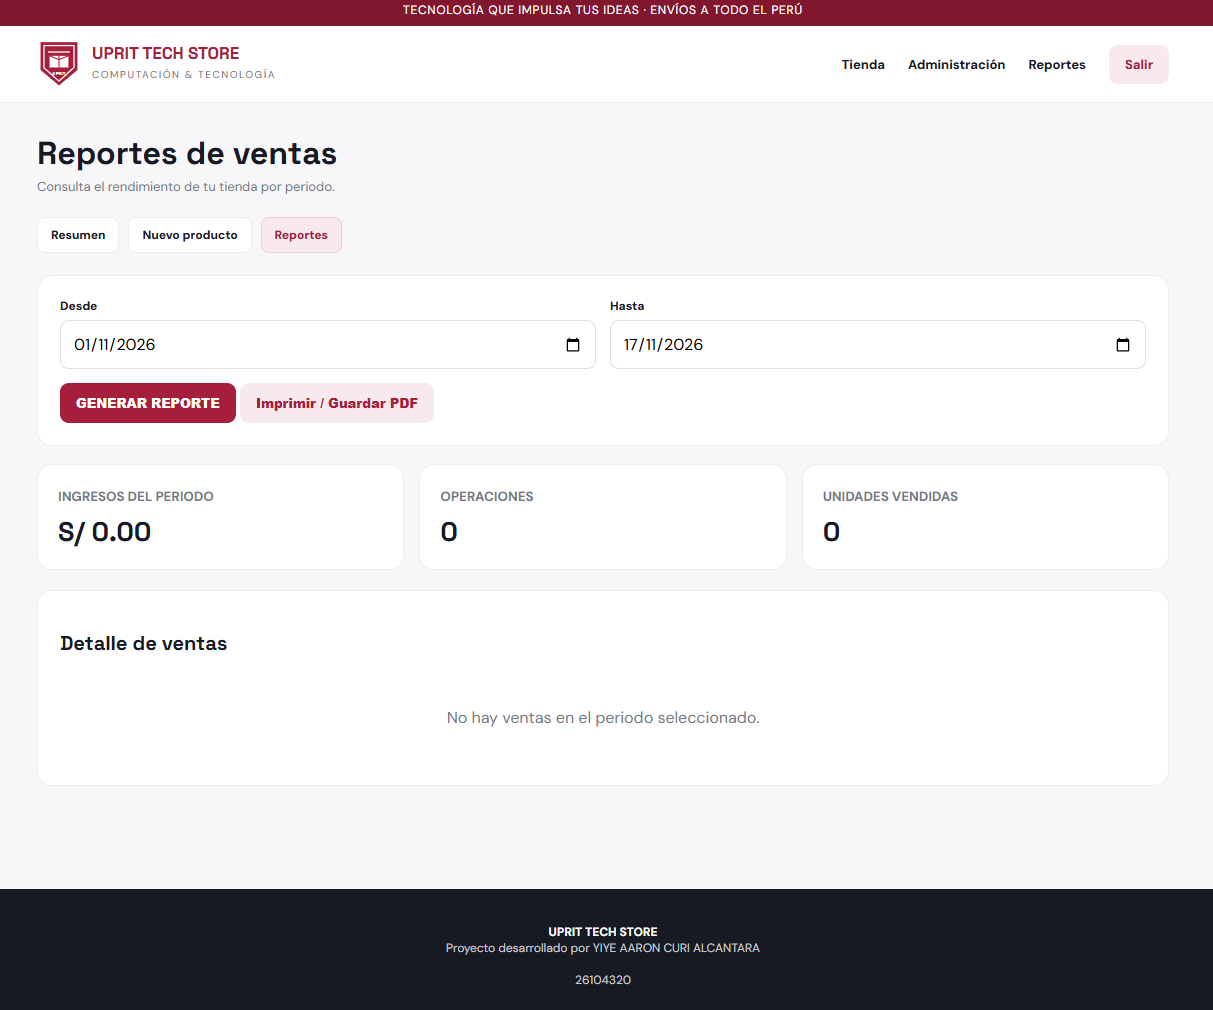 TECNOLOGÍA QUE IMPULSA TUS IDEAS · ENVÍOS A TODO EL PERÚ
UPRIT
UPRIT TECH STORE
COMPUTACIÓN & TECNOLOGÍA
Tienda Administración Reportes Salir
Reportes de ventas
Consulta el rendimiento de tu tienda por periodo.
Resumen Nuevo producto Reportes
Desde Hasta
01/11/2026 17/11/2026
GENERAR REPORTE Imprimir / Guardar PDF
INGRESOS DEL PERIODO OPERACIONES UNIDADES VENDIDAS
S/ 0.00 0 0
Detalle de ventas
No hay ventas en el periodo seleccionado.
UPRIT TECH STORE
Proyecto desarrollado por YIYE AARON CURI ALCANTARA
26104320